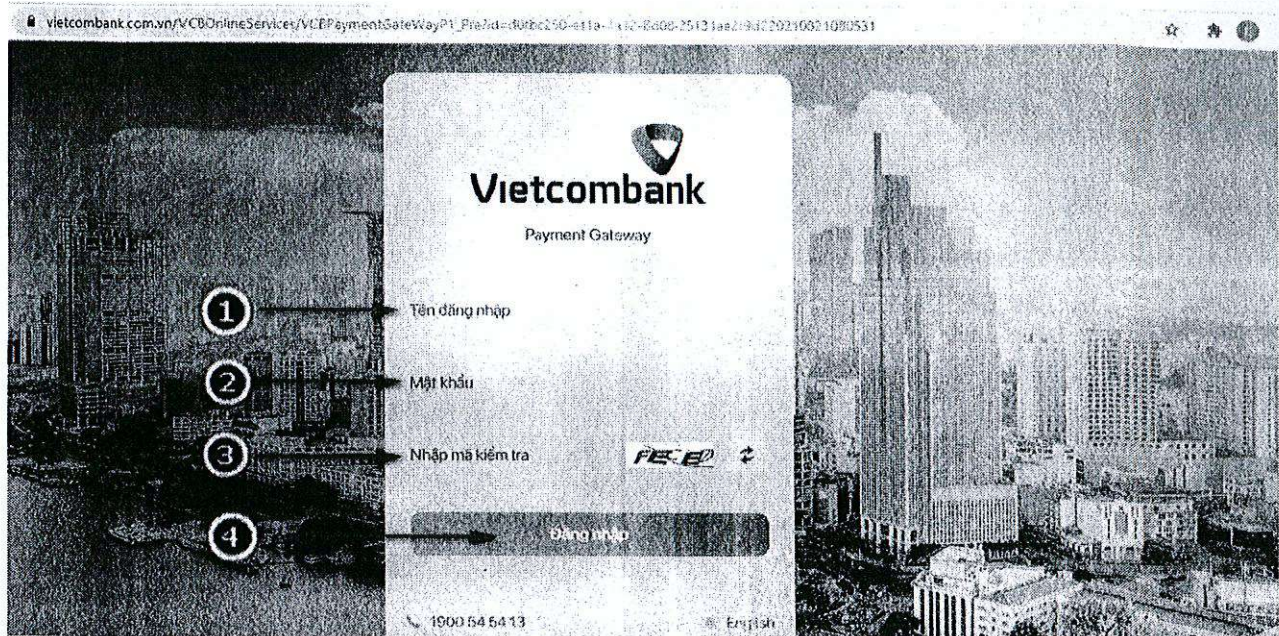 vietcombank.com.vn/VCBOnlineServices/VCBPaymentGateWayP1_
Vietcombank
Payment Gateway
1 Tên đăng nhập
2 Mật khẩu
3 Nhập mã kiểm tra
4 Đăng nhập
1900 54 54 13 English